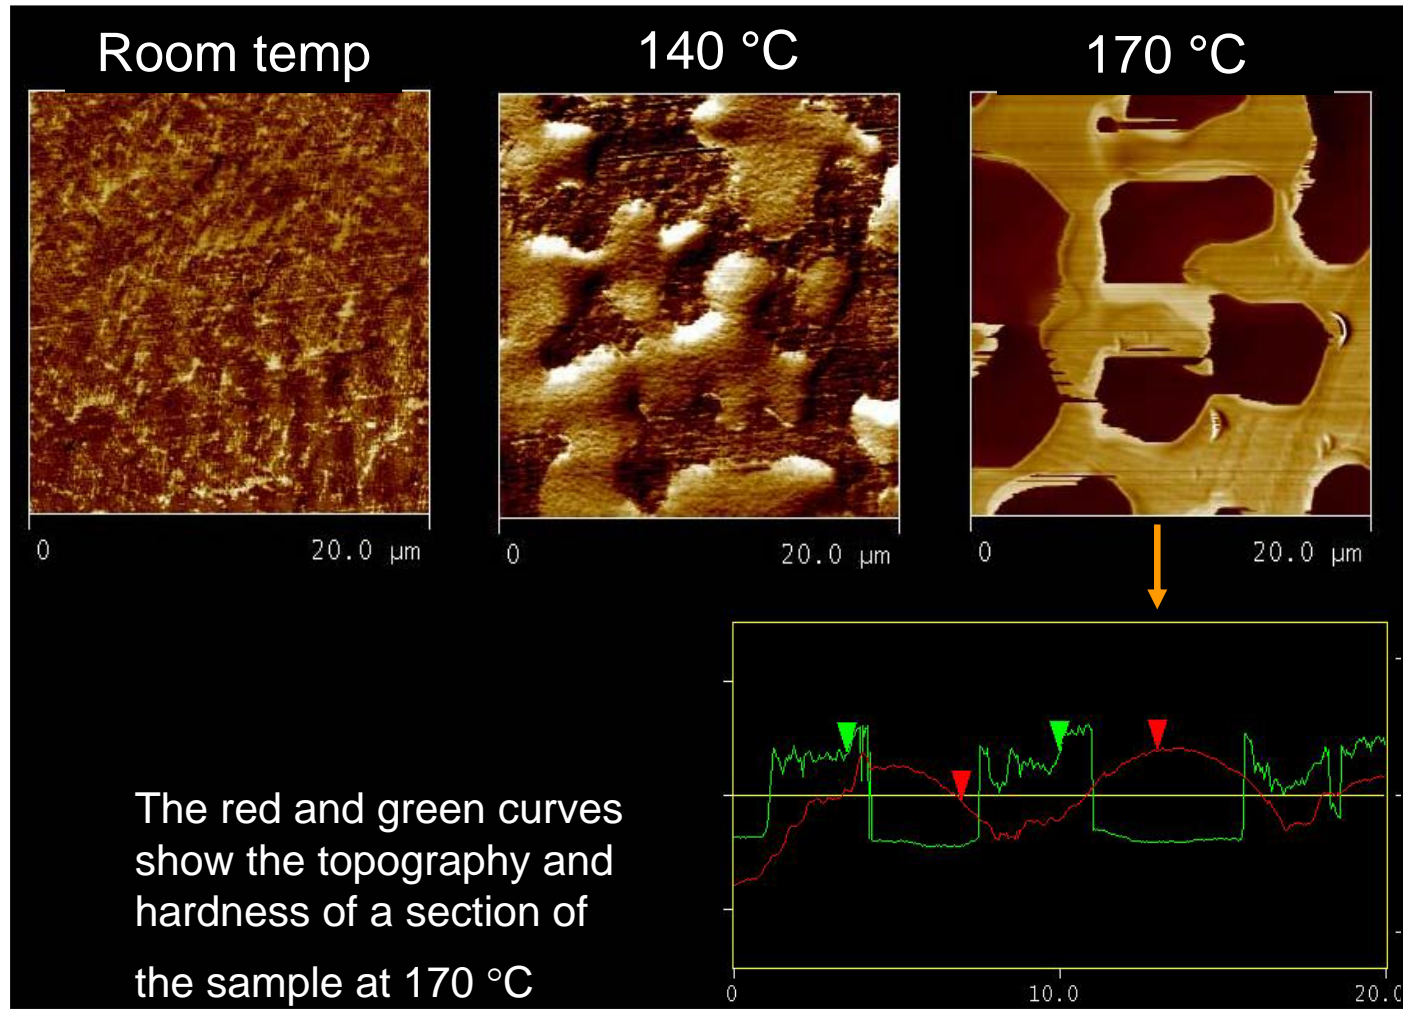 Room temp
140 °C
170 °C
0 20.0 µm
0 20.0 µm
0 20.0 µm
The red and green curves
show the topography and
hardness of a section of
the sample at 170 °C
0 10.0 20.0